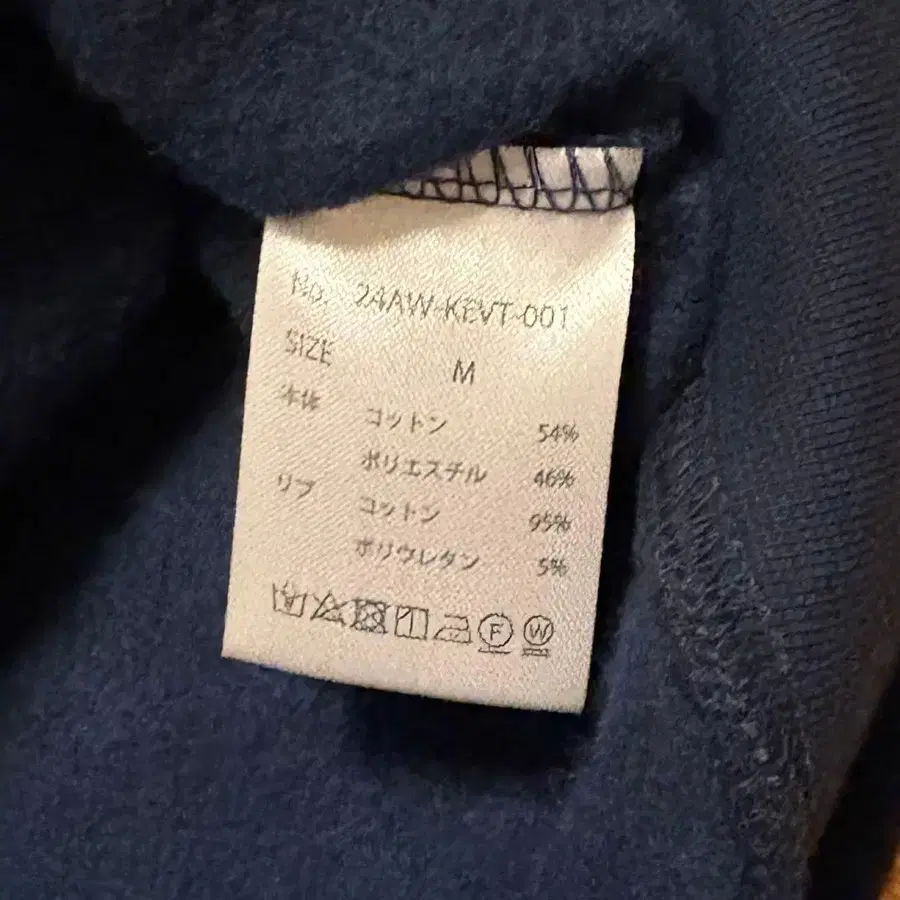 No. 24AW-KEVT-001
SIZE M
本体 コットン 54%
ポリエステル 46%
リブ コットン 95%
ポリウレタン 5%
F W